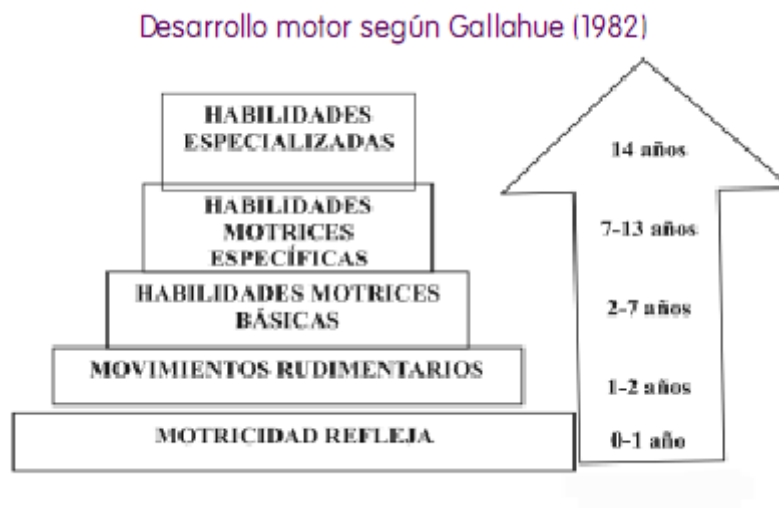 Desarrollo motor según Gallahue (1982)
HABILIDADES
ESPECIALIZADAS
14 años
HABILIDADES
MOTRICES
ESPECÍFICAS
7-13 años
HABILIDADES MOTRICES
BÁSICAS
2-7 años
MOVIMIENTOS RUDIMENTARIOS
1-2 años
MOTRICIDAD REFLEJA
0-1 año